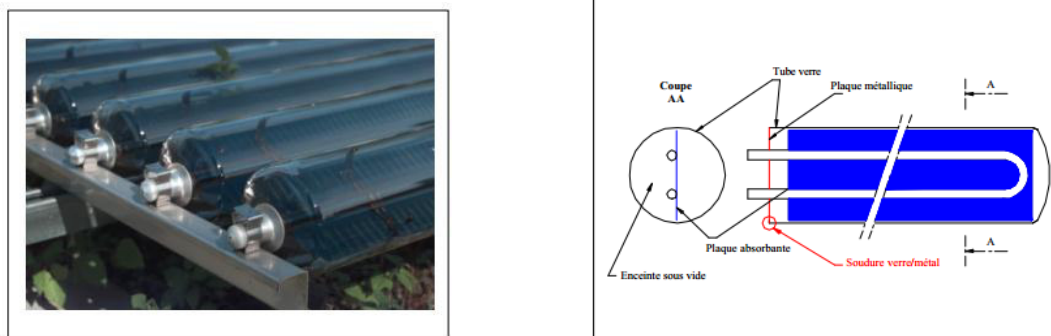 Tube verre
Coupe
AA
Plaque métallique
A
Plaque absorbante
A
Enceinte sous vide
Soudure verre/métal